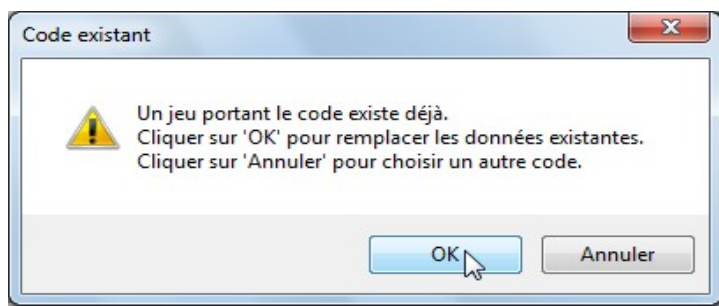 Code existant
Un jeu portant le code existe déjà.
Cliquer sur 'OK' pour remplacer les données existantes.
Cliquer sur 'Annuler' pour choisir un autre code.
OK
Annuler